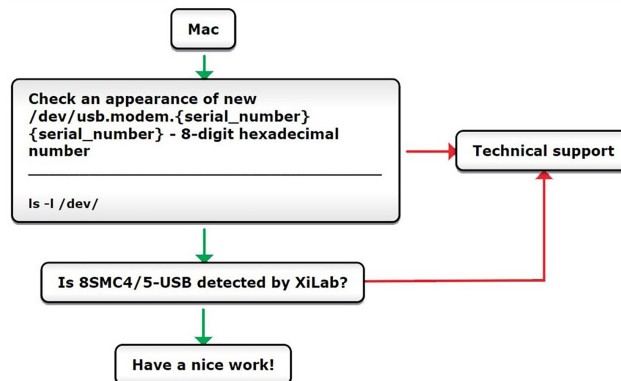 Mac
Check an appearance of new
/dev/usb.modem.{serial_number}
{serial_number} - 8-digit hexadecimal
number
ls -l /dev/
Technical support
Is 8SMC4/5-USB detected by XiLab?
Have a nice work!